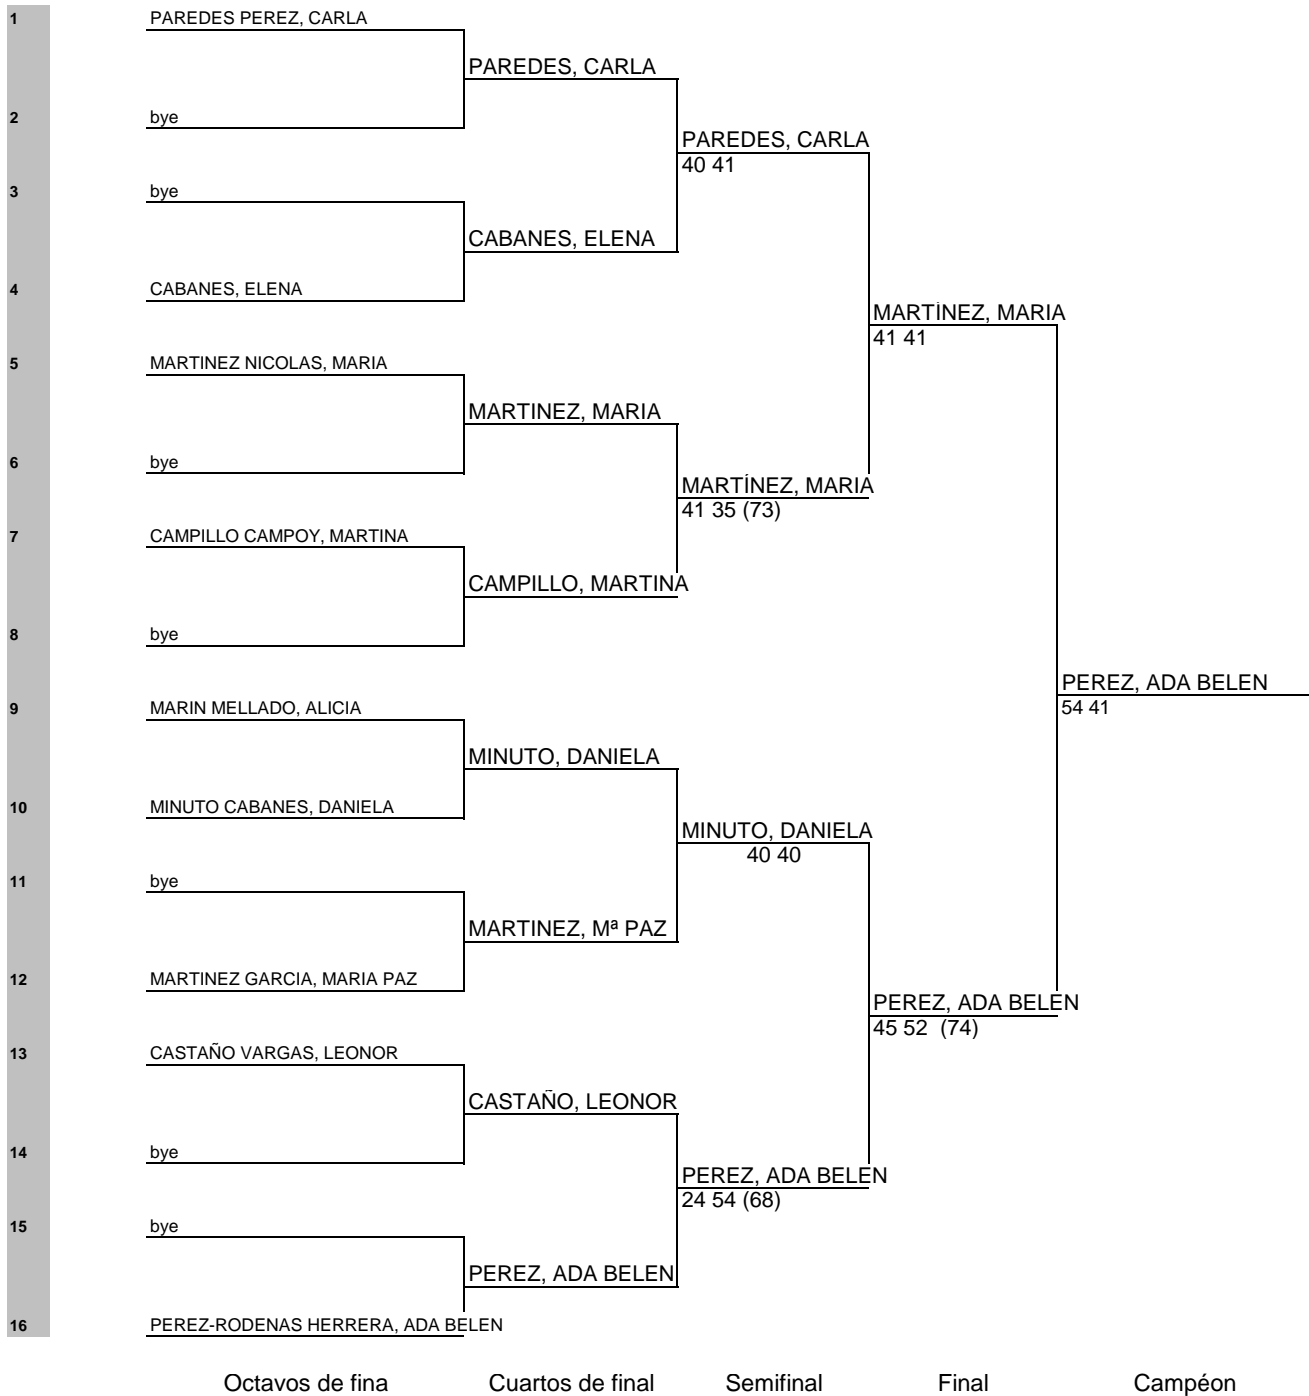 1 PAREDES PEREZ, CARLA
PAREDES, CARLA
2 bye
PAREDES, CARLA
40 41
3 bye
CABANES, ELENA
4 CABANES, ELENA
MARTÍNEZ, MARIA
41 41
5 MARTINEZ NICOLAS, MARIA
MARTINEZ, MARIA
6 bye
MARTÍNEZ, MARIA
41 35 (73)
7 CAMPILLO CAMPOY, MARTINA
CAMPILLO, MARTINA
8 bye
PEREZ, ADA BELEN
54 41
9 MARIN MELLADO, ALICIA
MINUTO, DANIELA
10 MINUTO CABANES, DANIELA
MINUTO, DANIELA
40 40
11 bye
MARTINEZ, Mª PAZ
12 MARTINEZ GARCIA, MARIA PAZ
PEREZ, ADA BELEN
45 52 (74)
13 CASTAÑO VARGAS, LEONOR
CASTAÑO, LEONOR
14 bye
PEREZ, ADA BELEN
24 54 (68)
15 bye
PEREZ, ADA BELEN
16 PEREZ-RODENAS HERRERA, ADA BELEN
Octavos de fina Cuartos de final Semifinal Final Campéon